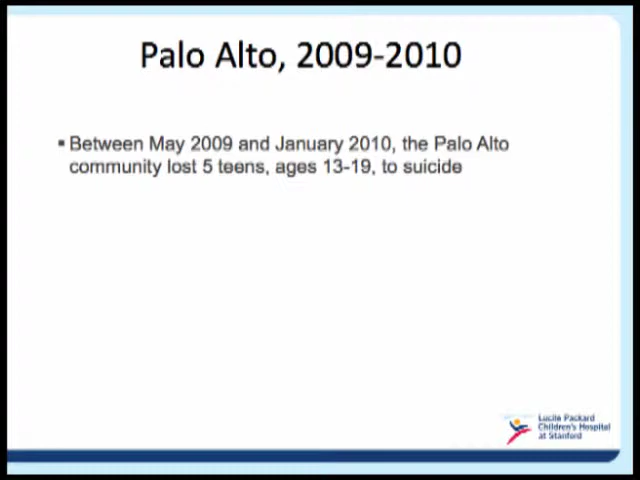 Palo Alto, 2009-2010
▪ Between May 2009 and January 2010, the Palo Alto
community lost 5 teens, ages 13-19, to suicide
Lucile Packard
Children's Hospital
at Stanford